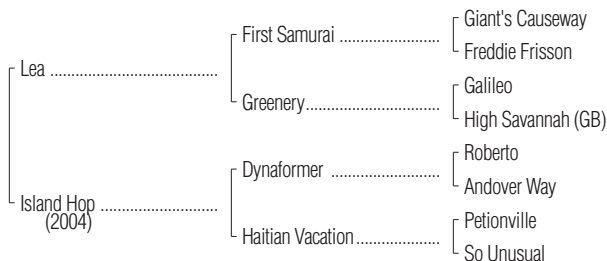 Giant's Causeway
First Samurai ....................
Freddie Frisson
Lea ..................................
Galileo
Greenery...........................
High Savannah (GB)
Roberto
Dynaformer ......................
Andover Way
Island Hop ........................
(2004)
Petionville
Haitian Vacation.................
So Unusual